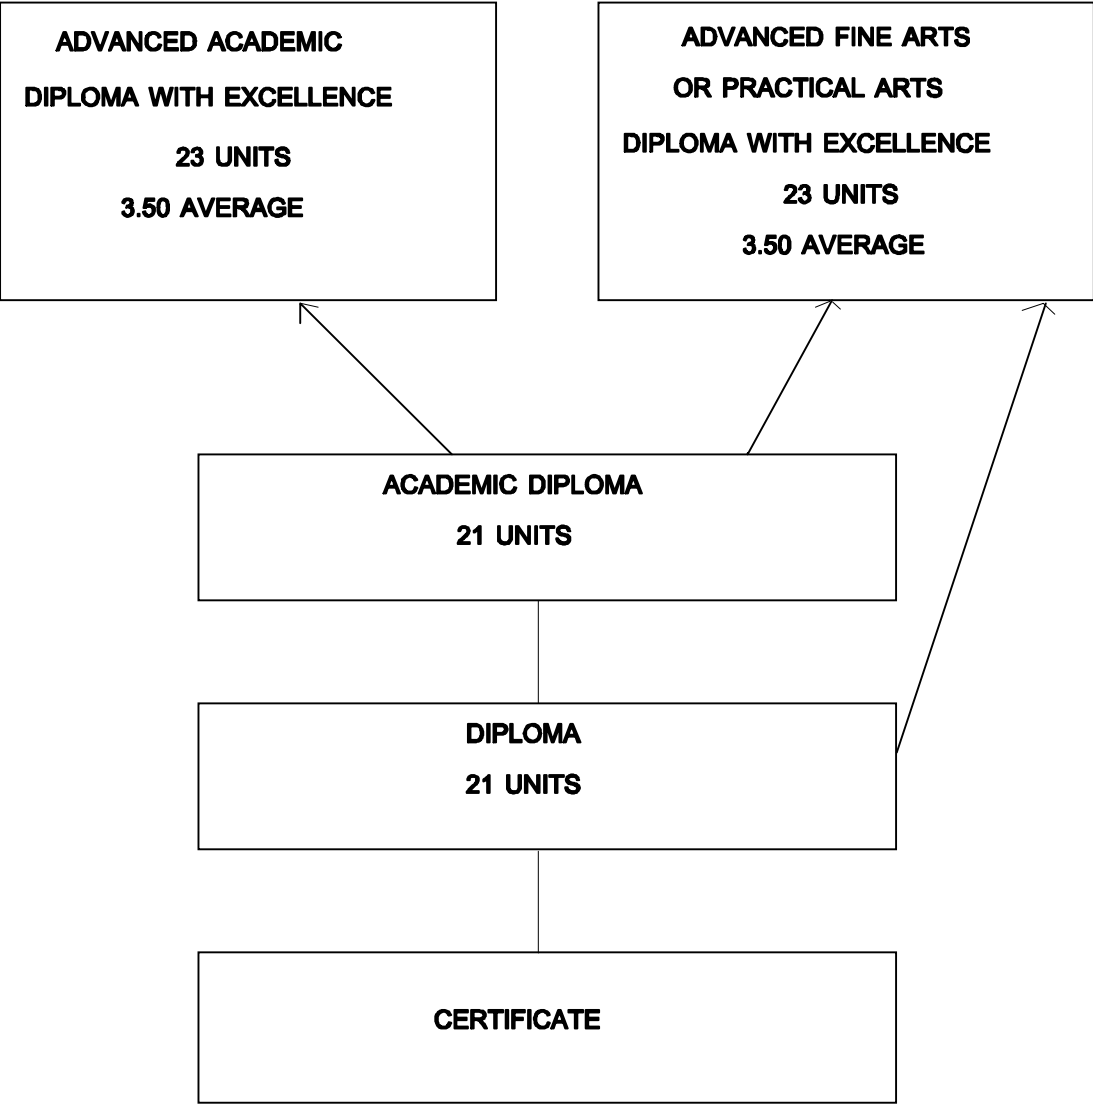 ADVANCED ACADEMIC
DIPLOMA WITH EXCELLENCE
23 UNITS
3.50 AVERAGE
ADVANCED FINE ARTS
OR PRACTICAL ARTS
DIPLOMA WITH EXCELLENCE
23 UNITS
3.50 AVERAGE
ACADEMIC DIPLOMA
21 UNITS
DIPLOMA
21 UNITS
CERTIFICATE